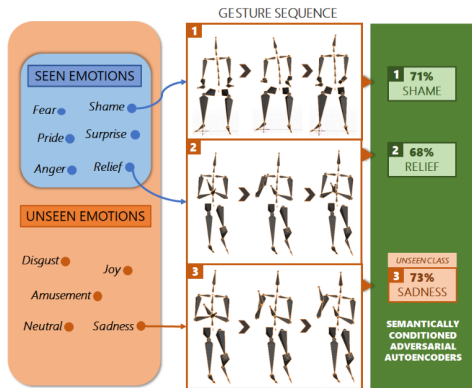 GESTURE SEQUENCE
SEEN EMOTIONS
Fear
Shame
Pride
Surprise
Anger
Relief
UNSEEN EMOTIONS
Disgust
Joy
Amusement
Neutral
Sadness
1
2
3
1 71%
SHAME
2 68%
RELIEF
UNSEEN CLASS
3 73%
SADNESS
SEMANTICALLY
CONDITIONED
ADVERSARIAL
AUTOENCODERS